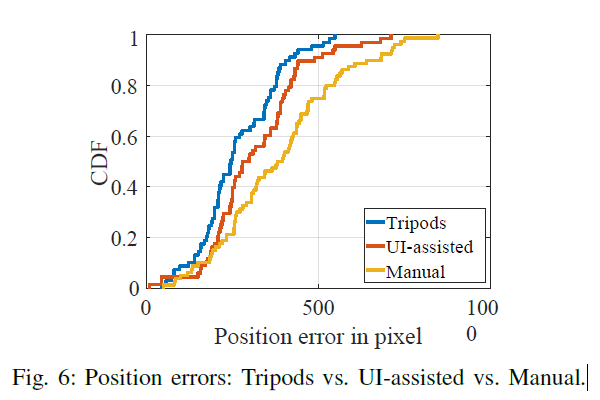 1
0.8
0.6
0.4
0.2
0
CDF
Tripods
UI-assisted
Manual
0 500 100
0
Position error in pixel
Fig. 6: Position errors: Tripods vs. UI-assisted vs. Manual.